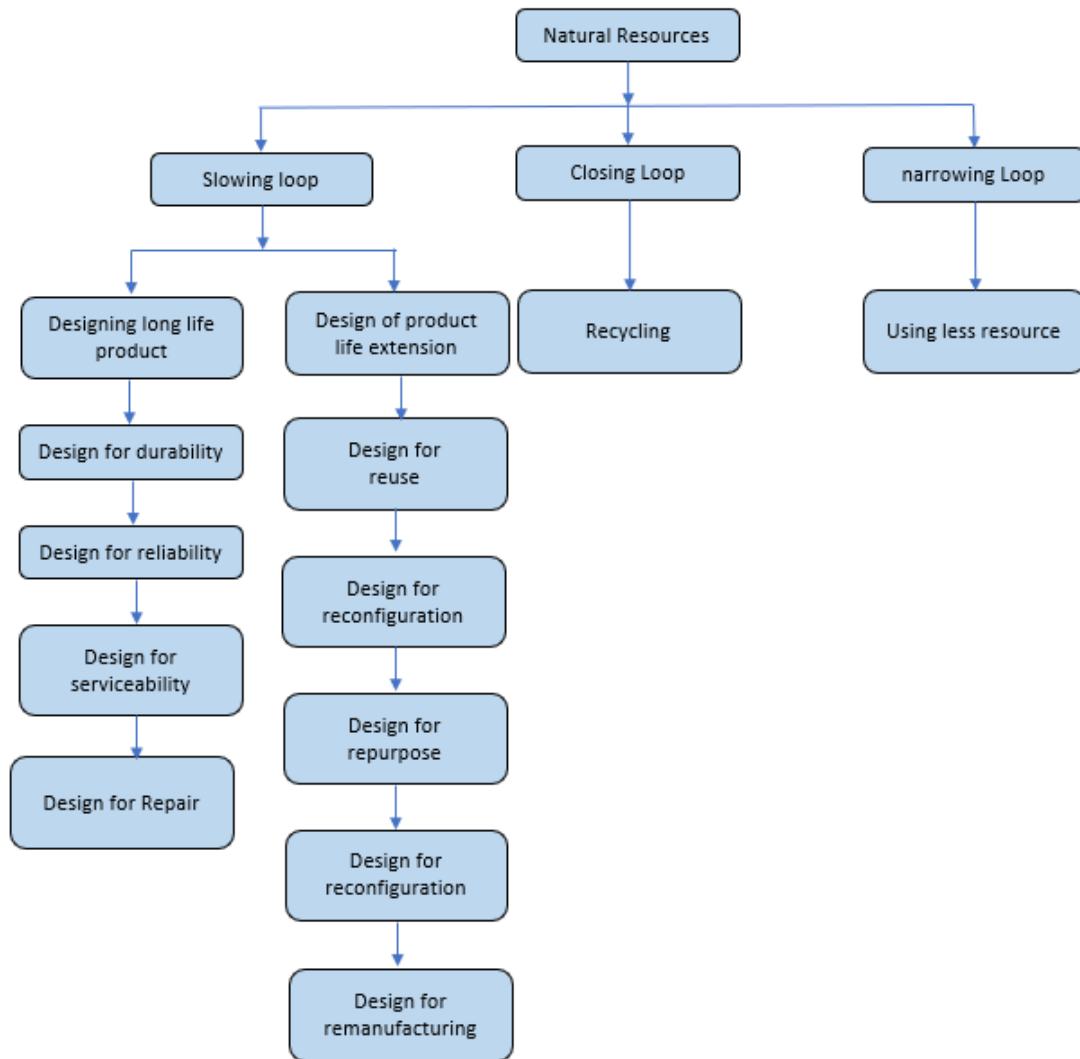 Natural Resources
Slowing loop
Closing Loop
narrowing Loop
Designing long life
product
Design of product
life extension
Recycling
Using less resource
Design for durability
Design for reuse
Design for reliability
Design for
reconfiguration
Design for
serviceability
Design for
repurpose
Design for Repair
Design for
reconfiguration
Design for
remanufacturing